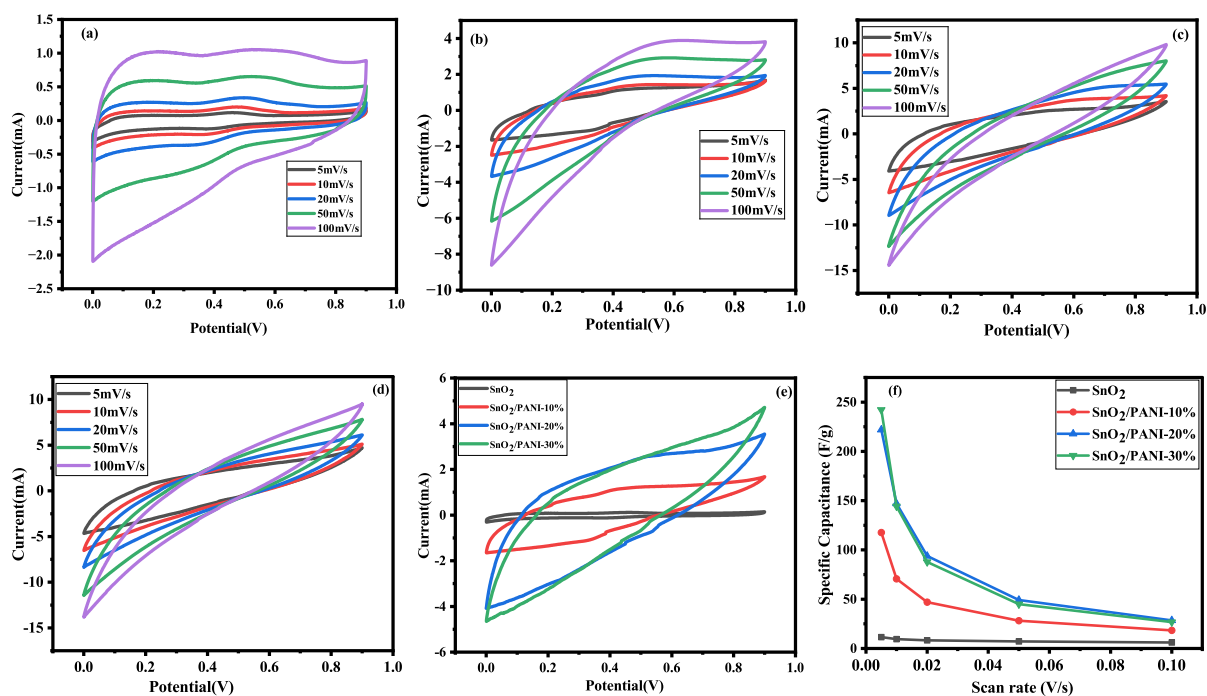 (a)
1.5
1.0
0.5
0.0
−0.5
−1.0
−1.5
−2.0
−2.5
Current(mA)
5mV/s
10mV/s
20mV/s
50mV/s
100mV/s
0.0 0.2 0.4 0.6 0.8 1.0
Potential(V)
(b)
4
2
0
−2
−4
−6
−8
−10
Current(mA)
5mV/s
10mV/s
20mV/s
50mV/s
100mV/s
0.0 0.2 0.4 0.6 0.8 1.0
Potential(V)
(c)
10
5
0
−5
−10
−15
Current(mA)
5mV/s
10mV/s
20mV/s
50mV/s
100mV/s
0.0 0.2 0.4 0.6 0.8 1.0
Potential(V)
(d)
10
5
0
-5
-10
-15
Current(mA)
5mV/s
10mV/s
20mV/s
50mV/s
100mV/s
0.0 0.2 0.4 0.6 0.8 1.0
Potential(V)
(e)
6
4
2
0
-2
-4
-6
Current(mA)
SnO2
SnO2/PANI-10%
SnO2/PANI-20%
SnO2/PANI-30%
0.0 0.2 0.4 0.6 0.8 1.0
Potential(V)
(f)
250
200
150
100
50
0
Specific Capacitance (F/g)
SnO2
SnO2/PANI-10%
SnO2/PANI-20%
SnO2/PANI-30%
0.00 0.02 0.04 0.06 0.08 0.10
Scan rate (V/s)